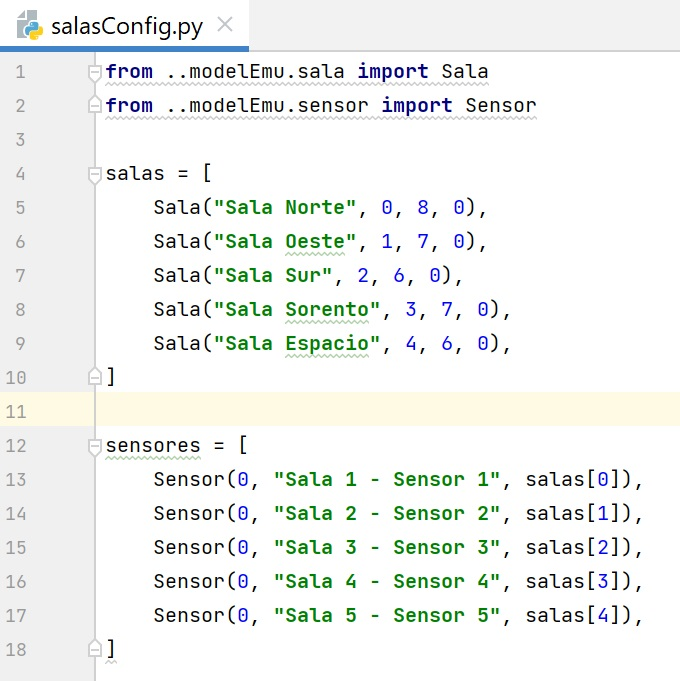 salasConfig.py
1 from ..modelEmu.sala import Sala
2 from ..modelEmu.sensor import Sensor
3
4 salas = [
5     Sala("Sala Norte", 0, 8, 0),
6     Sala("Sala Oeste", 1, 7, 0),
7     Sala("Sala Sur", 2, 6, 0),
8     Sala("Sala Sorento", 3, 7, 0),
9     Sala("Sala Espacio", 4, 6, 0),
10 ]
11
12 sensores = [
13     Sensor(0, "Sala 1 - Sensor 1", salas[0]),
14     Sensor(0, "Sala 2 - Sensor 2", salas[1]),
15     Sensor(0, "Sala 3 - Sensor 3", salas[2]),
16     Sensor(0, "Sala 4 - Sensor 4", salas[3]),
17     Sensor(0, "Sala 5 - Sensor 5", salas[4]),
18 ]